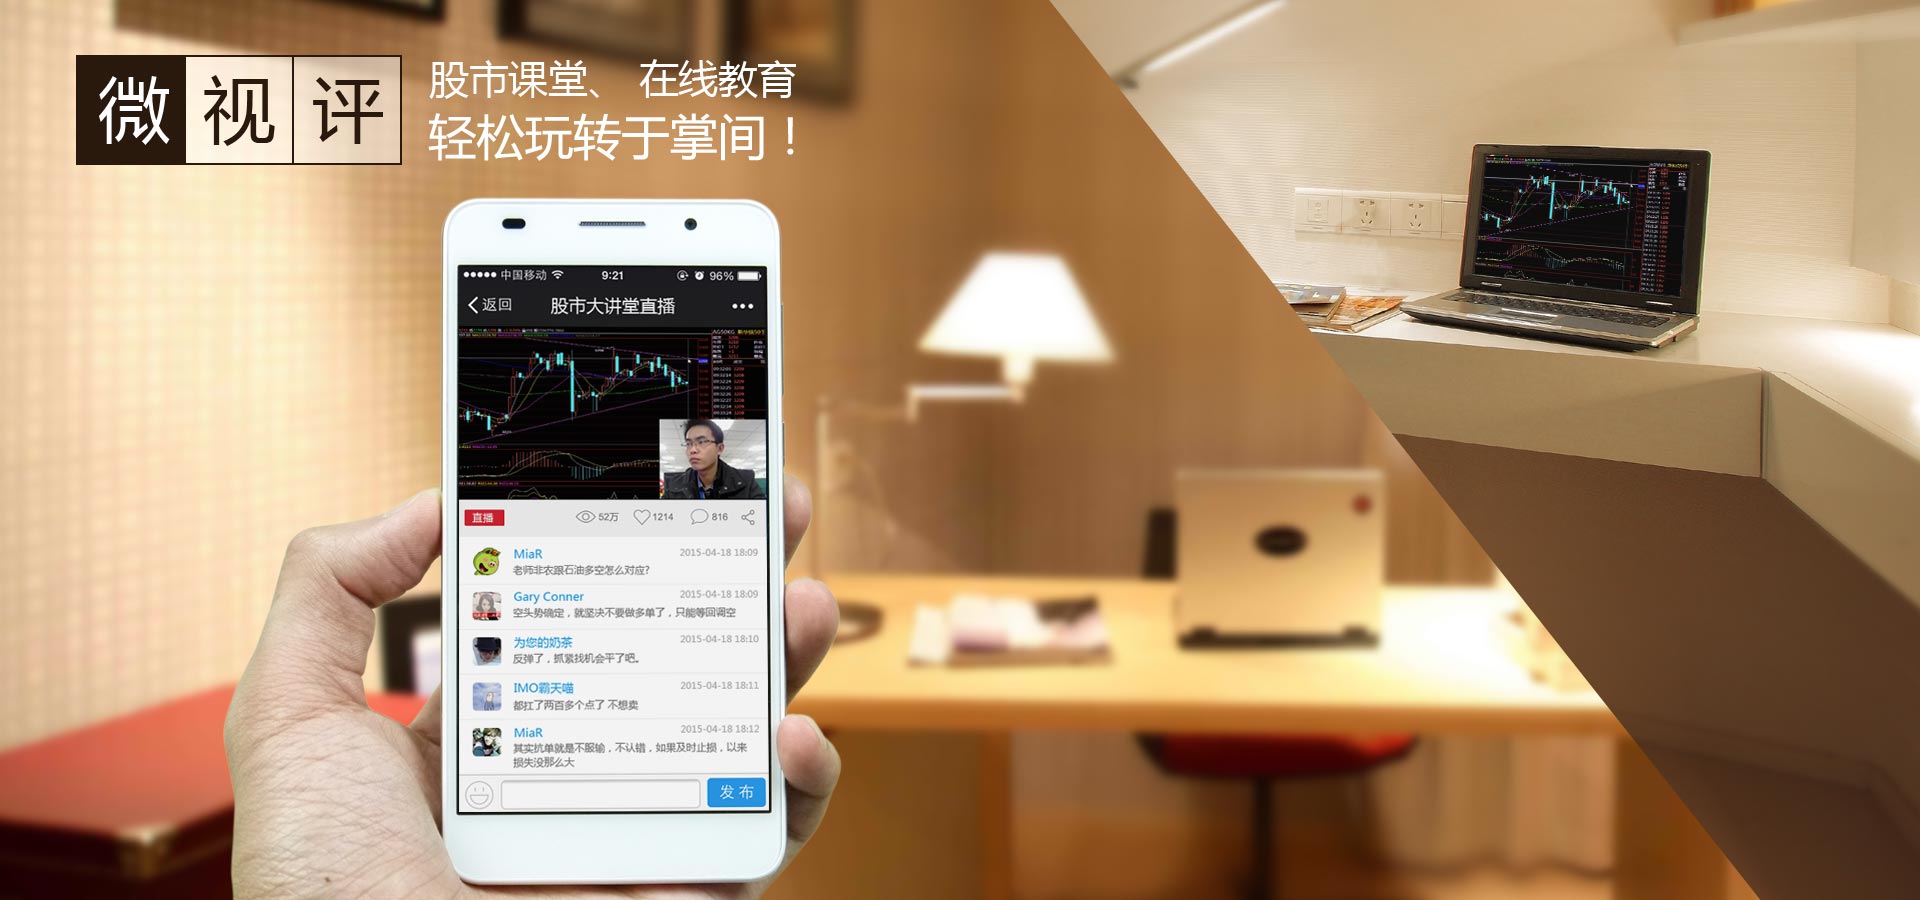 微视评
股市课堂、 在线教育
轻松玩转于掌间！
中国移动 9:21 96%
返回 股市大讲堂直播
直播 52万 1214 816
MiaR 2015-04-18 18:09
老师非农跟石油多空怎么对应?
Gary Conner 2015-04-18 18:09
空头势确定，就坚决不要做多单了，只能等回调空
为您的奶茶 2015-04-18 18:10
反弹了，抓紧找机会平了吧。
IMO霸天喵 2015-04-18 18:11
都扛了两百多个点了 不想卖
MiaR 2015-04-18 18:12
其实抗单就是不服输，不认错，如果及时止损，以来
损失没那么大
发 布